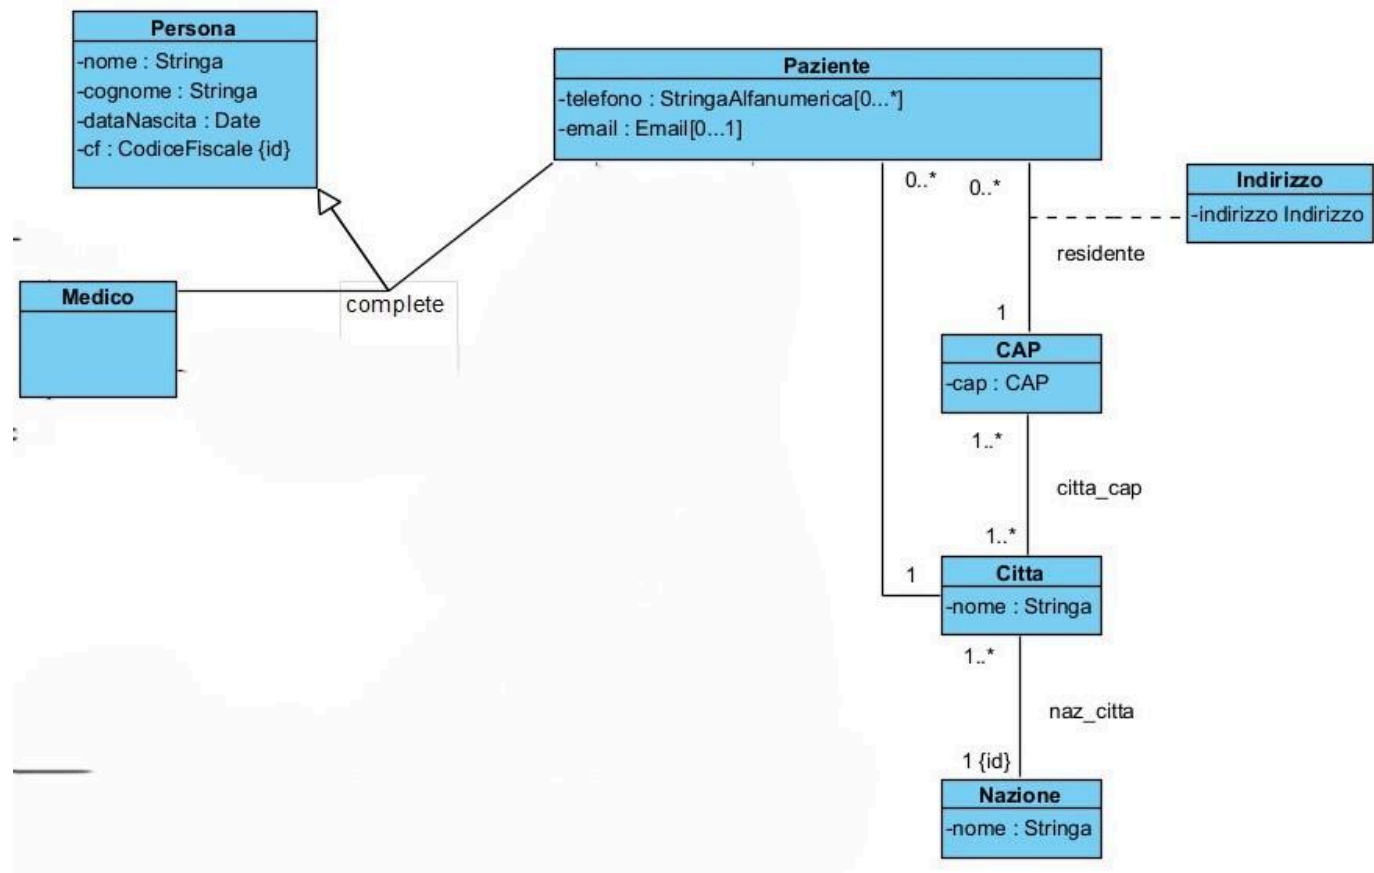 Persona
-nome : Stringa
-cognome : Stringa
-dataNascita : Date
-cf : CodiceFiscale {id}
Paziente
-telefono : StringaAlfanumerica[0...*]
-email : Email[0...1]
0..*
0..*
Indirizzo
-indirizzo Indirizzo
residente
Medico
complete
1
CAP
-cap : CAP
1..*
citta_cap
1..*
1
Citta
-nome : Stringa
1..*
naz_citta
1 {id}
Nazione
-nome : Stringa